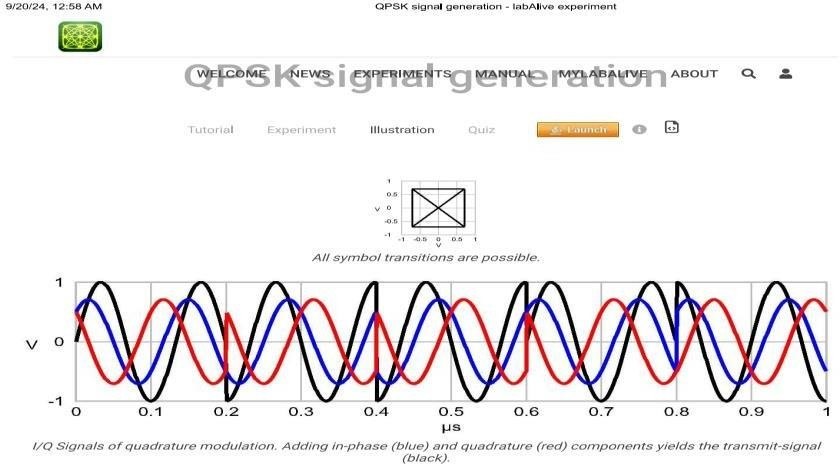 9/20/24, 12:58 AM QPSK signal generation - labAlive experiment
QPSK signal generation
WELCOME NEWS EXPERIMENTS MANUAL MYLABALIVE ABOUT
Tutorial Experiment Illustration Quiz Launch
1
0.5
V 0
-0.5
-1
-1 -0.5 0 0.5 1
V
All symbol transitions are possible.
1
V 0
-1
0 0.1 0.2 0.3 0.4 0.5 0.6 0.7 0.8 0.9 1
µs
I/Q Signals of quadrature modulation. Adding in-phase (blue) and quadrature (red) components yields the transmit-signal
(black).